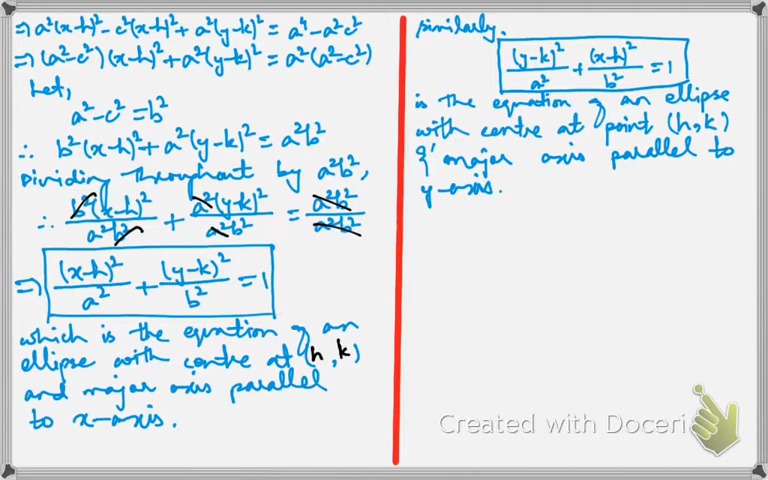 ⇒ a²(x-h)² - c²(x-h)² + a²(y-k)² = a⁴ - a²c²
⇒ (a²-c²)(x-h)² + a²(y-k)² = a²(a²-c²)
Let,
a²-c² = b²
∴ b²(x-h)² + a²(y-k)² = a²b²
Dividing throughout by a²b²,
∴ b²(x-h)²/a²b² + a²(y-k)²/a²b² = a²b²/a²b²
⇒ (x-h)²/a² + (y-k)²/b² = 1
which is the equation of an
ellipse with centre at (h, k)
and major axis parallel
to x-axis.
similarly.
(y-k)²/a² + (x-h)²/b² = 1
is the equation of an ellipse
with centre at point (h,k)
& major axis parallel to
y-axis.
Created with Doceri